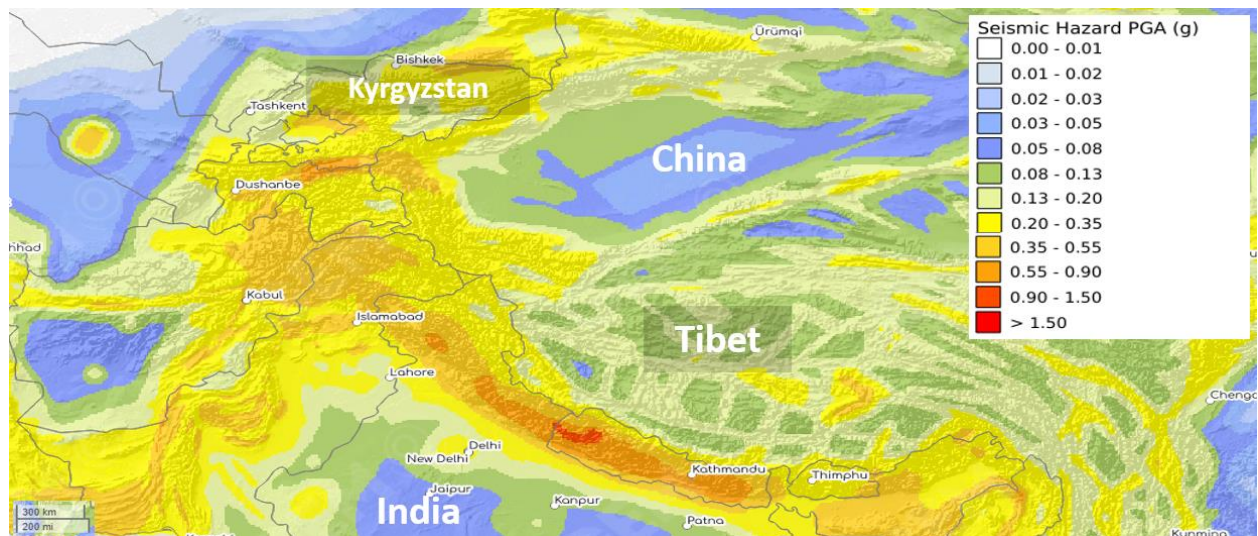 Seismic Hazard PGA (g)
0.00 - 0.01
0.01 - 0.02
0.02 - 0.03
0.03 - 0.05
0.05 - 0.08
0.08 - 0.13
0.13 - 0.20
0.20 - 0.35
0.35 - 0.55
0.55 - 0.90
0.90 - 1.50
> 1.50
Ürümqi
Bishkek
Kyrgyzstan
Tashkent
China
Dushanbe
hhad
Kabul
Islamabad
Tibet
Lahore
Chengd
Delhi
New Delhi
Kathmandu
Thimphu
Jaipur
Kanpur
India
Patna
300 km
200 mi
Kunming